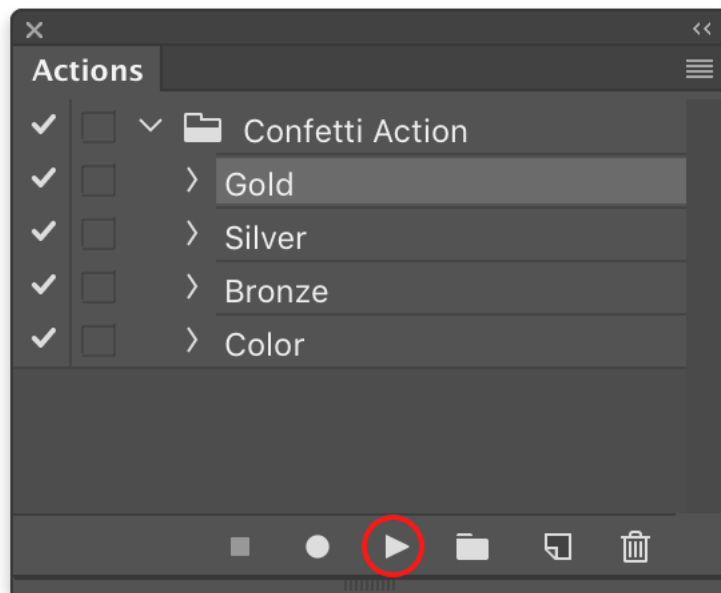 Actions
Confetti Action
Gold
Silver
Bronze
Color